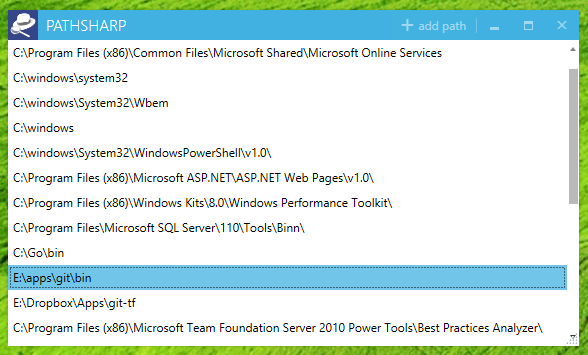 PATHSHARP
+ add path
C:\Program Files (x86)\Common Files\Microsoft Shared\Microsoft Online Services
C:\windows\system32
C:\windows\System32\Wbem
C:\windows
C:\windows\System32\WindowsPowerShell\v1.0\
C:\Program Files (x86)\Microsoft ASP.NET\ASP.NET Web Pages\v1.0\
C:\Program Files (x86)\Windows Kits\8.0\Windows Performance Toolkit\
C:\Program Files\Microsoft SQL Server\110\Tools\Binn\
C:\Go\bin
E:\apps\git\bin
E:\Dropbox\Apps\git-tf
C:\Program Files (x86)\Microsoft Team Foundation Server 2010 Power Tools\Best Practices Analyzer\